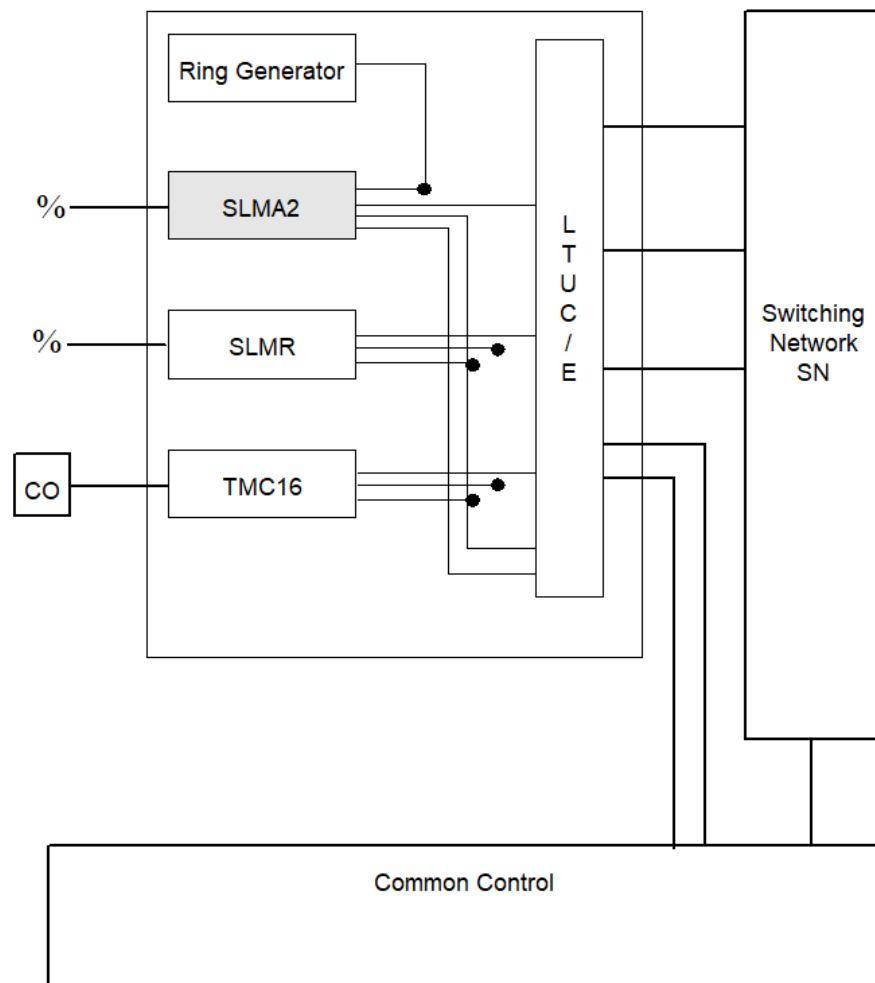 Ring Generator
%
SLMA2
%
SLMR
CO
TMC16
L
T
U
C
/
E
Switching
Network
SN
Common Control